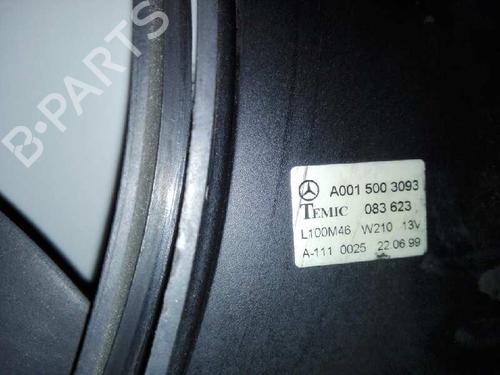 B-PARTS
A001 500 3093
TEMIC 083 623
L100M46 W210 13V
A-111 0025 22 06 99